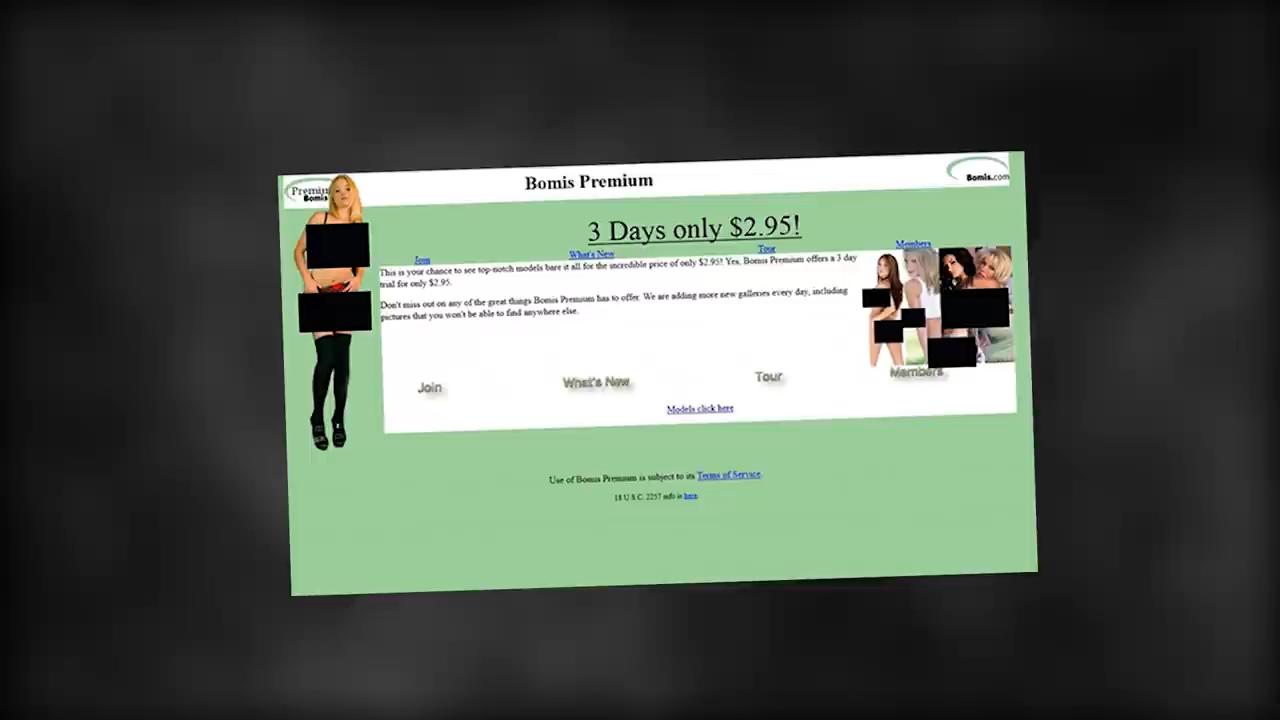 Premium
Bomis
Bomis Premium
Bomis.com
3 Days only $2.95!
Join
What's New
Tour
Members
This is your chance to see top-notch models bare it all for the incredible price of only $2.95! Yes, Bomis Premium offers a 3 day
trial for only $2.95.
Don't miss out on any of the great things Bomis Premium has to offer. We are adding more new galleries every day, including
pictures that you won't be able to find anywhere else.
Join
What's New
Tour
Members
Models click here
Use of Bomis Premium is subject to its Terms of Service.
18 U.S.C. 2257 info is here.